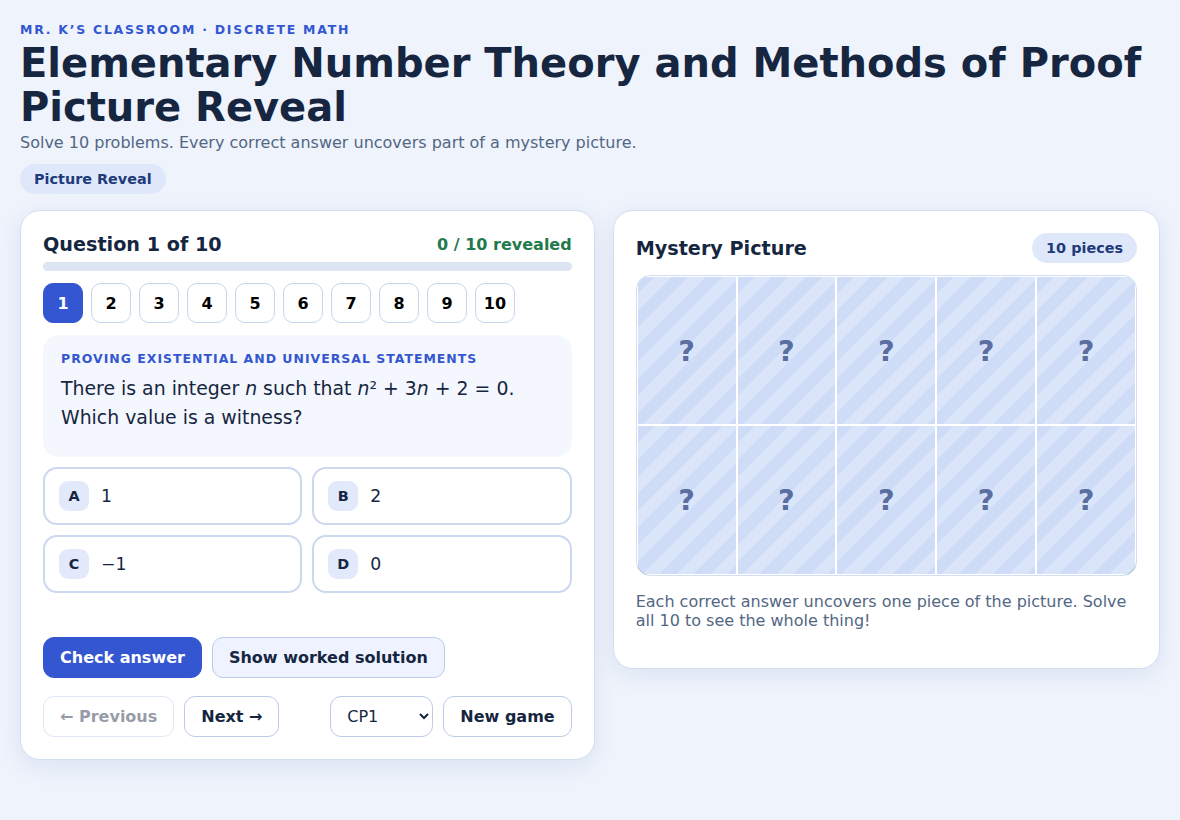 MR. K’S CLASSROOM · DISCRETE MATH
Elementary Number Theory and Methods of Proof
Picture Reveal
Solve 10 problems. Every correct answer uncovers part of a mystery picture.
Picture Reveal
Question 1 of 10
0 / 10 revealed
1 2 3 4 5 6 7 8 9 10
PROVING EXISTENTIAL AND UNIVERSAL STATEMENTS
There is an integer n such that n² + 3n + 2 = 0.
Which value is a witness?
A 1
B 2
C −1
D 0
Check answer
Show worked solution
← Previous
Next →
CP1
New game
Mystery Picture
10 pieces
? ? ? ? ?
? ? ? ? ?
Each correct answer uncovers one piece of the picture. Solve
all 10 to see the whole thing!